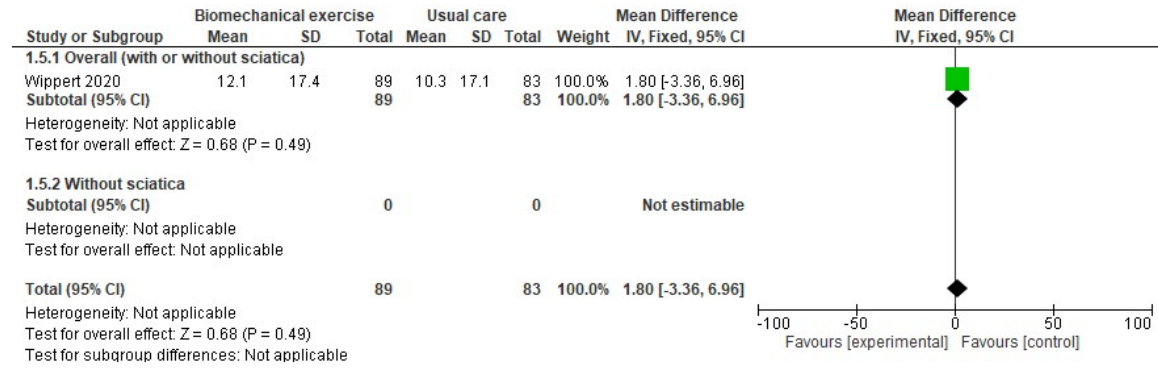 Biomechanical exercise Usual care Mean Difference Mean Difference
Study or Subgroup Mean SD Total Mean SD Total Weight IV, Fixed, 95% CI IV, Fixed, 95% CI
1.5.1 Overall (with or without sciatica)
Wippert 2020 12.1 17.4 89 10.3 17.1 83 100.0% 1.80 [-3.36, 6.96]
Subtotal (95% CI) 89 83 100.0% 1.80 [-3.36, 6.96]
Heterogeneity: Not applicable
Test for overall effect: Z = 0.68 (P = 0.49)
1.5.2 Without sciatica
Subtotal (95% CI) 0 0 Not estimable
Heterogeneity: Not applicable
Test for overall effect: Not applicable
Total (95% CI) 89 83 100.0% 1.80 [-3.36, 6.96]
Heterogeneity: Not applicable
Test for overall effect: Z = 0.68 (P = 0.49)
Test for subgroup differences: Not applicable
-100 -50 0 50 100
Favours [experimental] Favours [control]